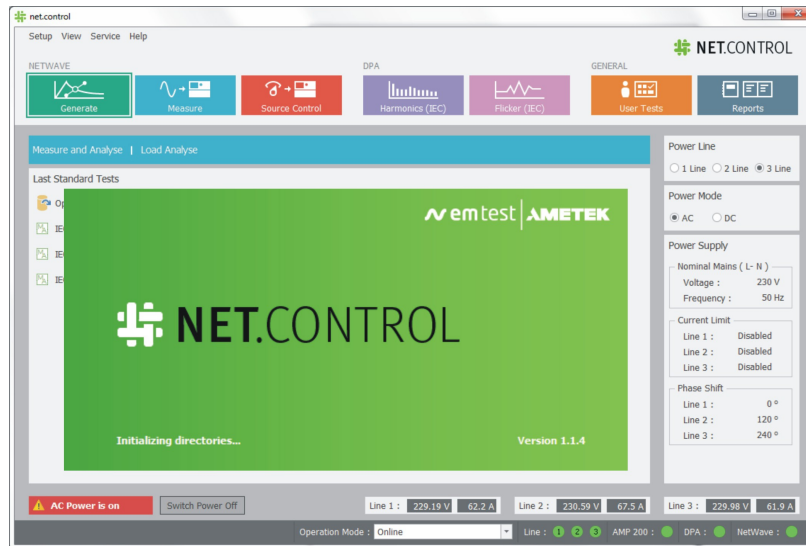 net.control
Setup View Service Help
NET.CONTROL
NETWAVE
DPA
GENERAL
Generate
Measure
Source Control
Harmonics (IEC)
Flicker (IEC)
User Tests
Reports
Measure and Analyse | Load Analyse
Last Standard Tests
Op
IE
IE
IE
emtest AMETEK
NET.CONTROL
Initializing directories...
Version 1.1.4
Power Line
1 Line 2 Line 3 Line
Power Mode
AC DC
Power Supply
Nominal Mains ( L- N )
Voltage : 230 V
Frequency : 50 Hz
Current Limit
Line 1 : Disabled
Line 2 : Disabled
Line 3 : Disabled
Phase Shift
Line 1 : 0 °
Line 2 : 120 °
Line 3 : 240 °
AC Power is on
Switch Power Off
Line 1 : 229.19 V 62.2 A
Line 2 : 230.59 V 67.5 A
Line 3 : 229.98 V 61.9 A
Operation Mode : Online
Line : 1 2 3
AMP 200 :
DPA :
NetWave :